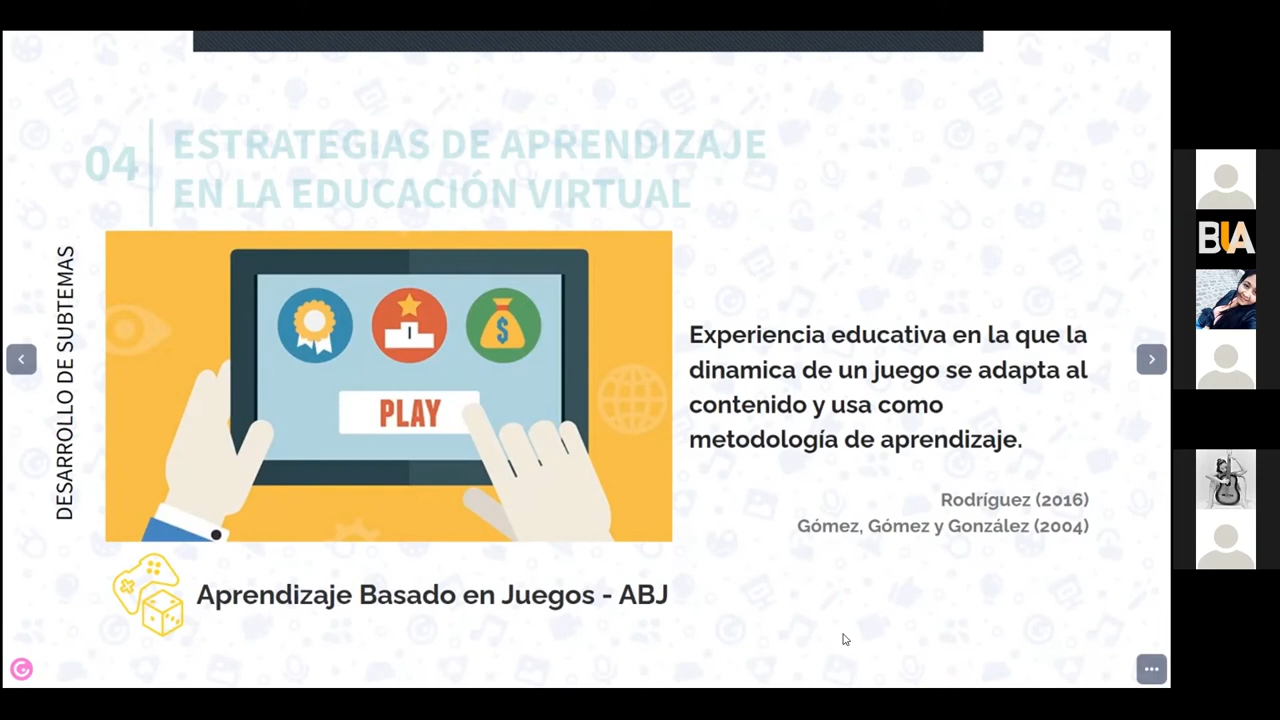 04
ESTRATEGIAS DE APRENDIZAJE
EN LA EDUCACIÓN VIRTUAL
DESARROLLO DE SUBTEMAS
1
$
PLAY
Experiencia educativa en la que la
dinamica de un juego se adapta al
contenido y usa como
metodología de aprendizaje.
Rodríguez (2016)
Gómez, Gómez y González (2004)
Aprendizaje Basado en Juegos - ABJ
BUA